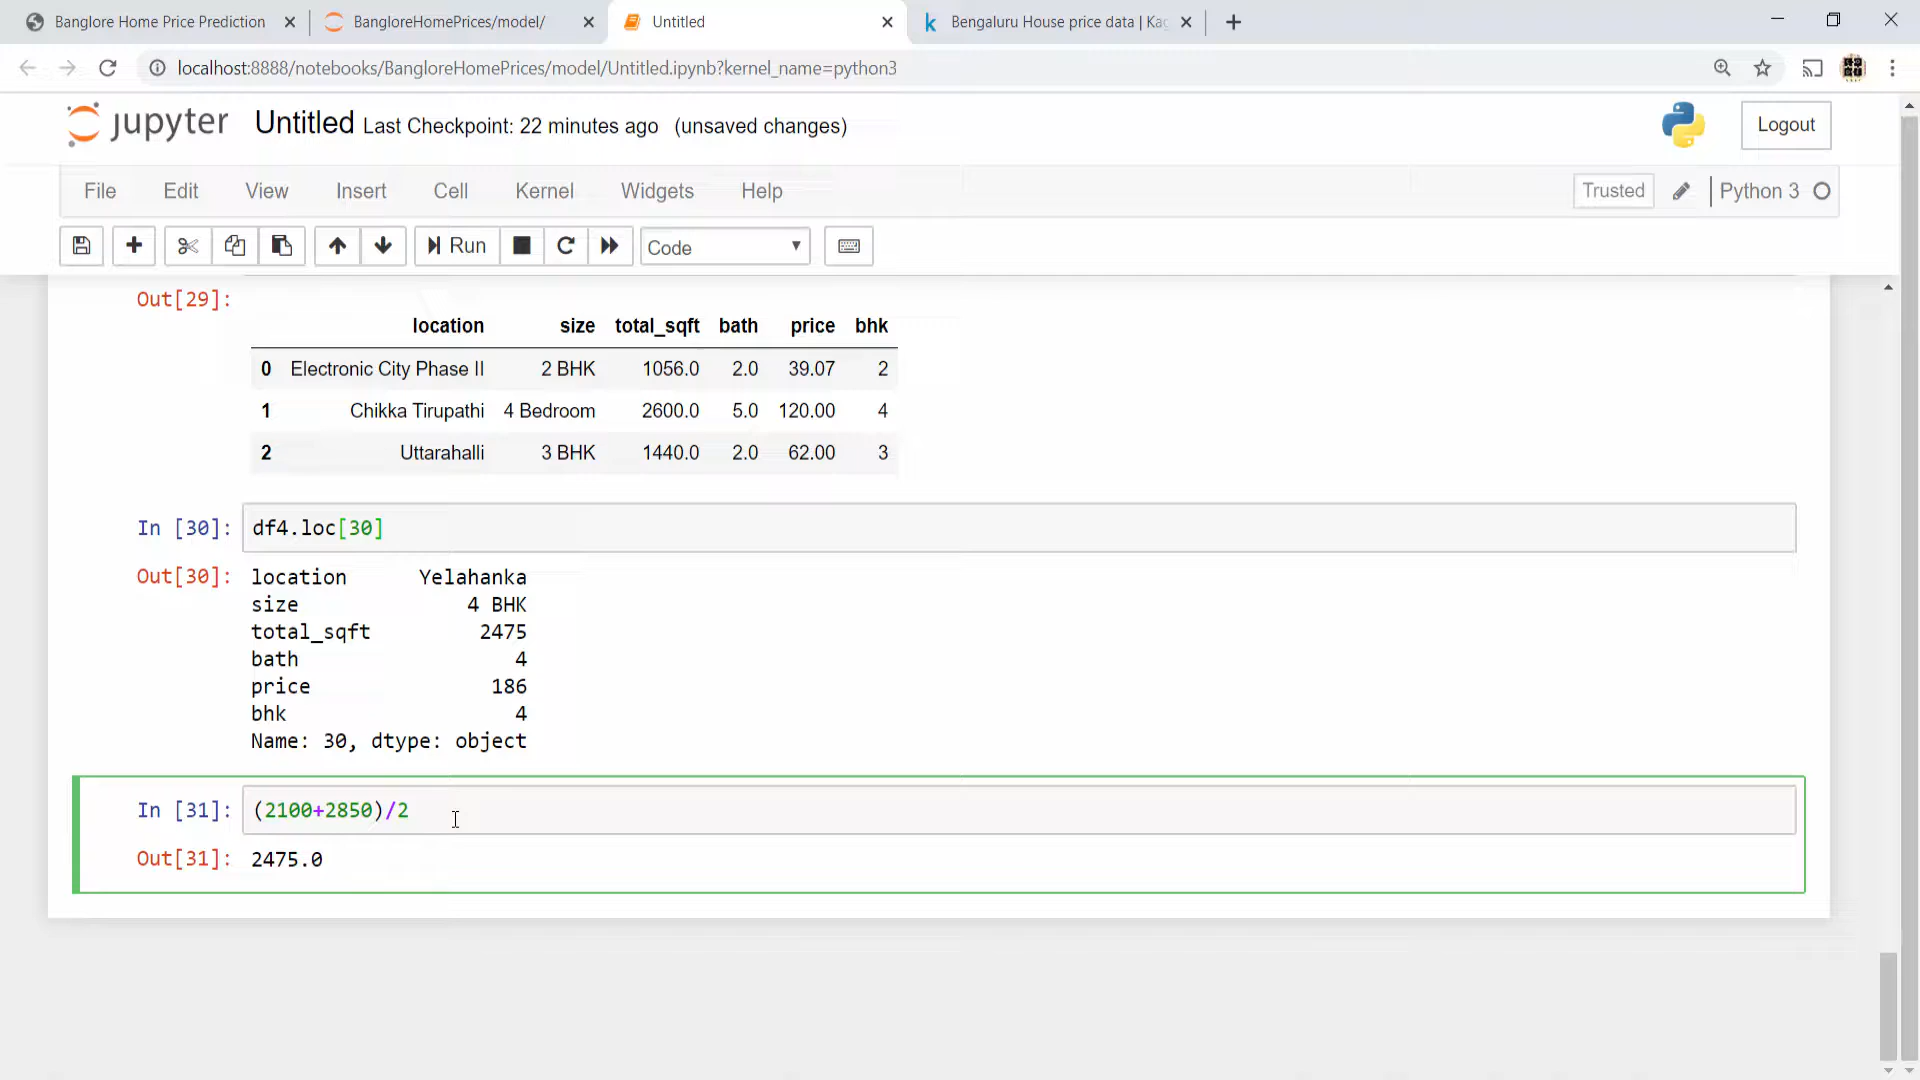 Banglore Home Price Prediction
BangloreHomePrices/model/
Untitled
Bengaluru House price data | Kag
localhost:8888/notebooks/BangloreHomePrices/model/Untitled.ipynb?kernel_name=python3
jupyter Untitled Last Checkpoint: 22 minutes ago (unsaved changes)
Logout
File Edit View Insert Cell Kernel Widgets Help
Trusted Python 3
Run Code
Out[29]:
location size total_sqft bath price bhk
0 Electronic City Phase II 2 BHK 1056.0 2.0 39.07 2
1 Chikka Tirupathi 4 Bedroom 2600.0 5.0 120.00 4
2 Uttarahalli 3 BHK 1440.0 2.0 62.00 3
In [30]: df4.loc[30]
Out[30]: location Yelahanka
size 4 BHK
total_sqft 2475
bath 4
price 186
bhk 4
Name: 30, dtype: object
In [31]: (2100+2850)/2
Out[31]: 2475.0